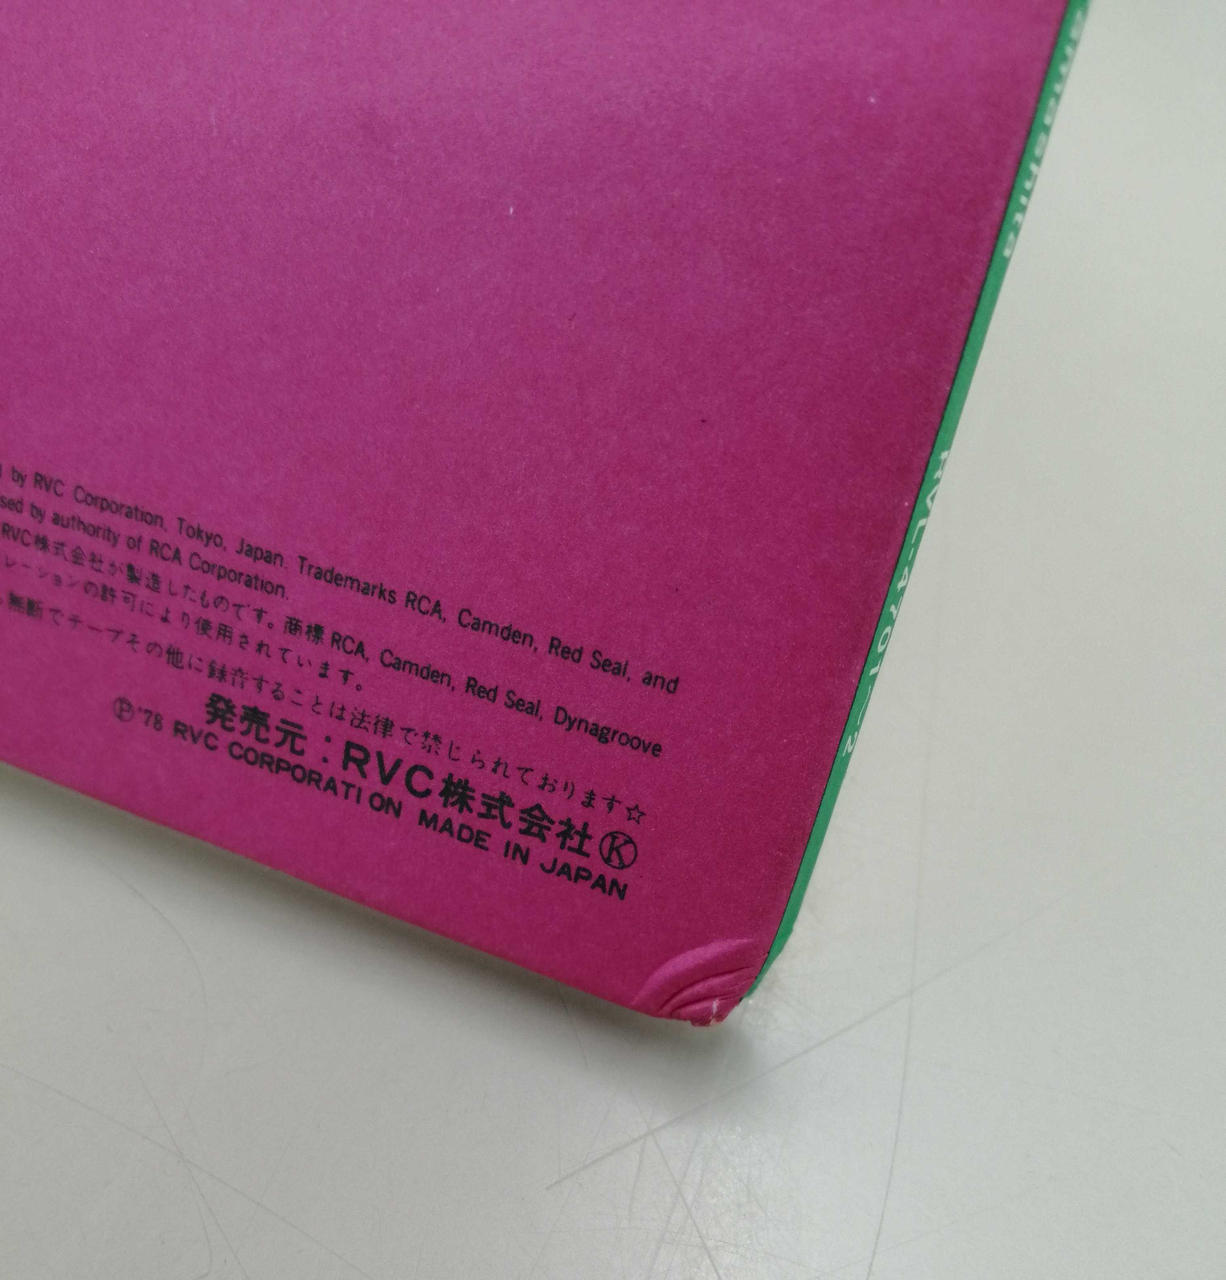 by RVC Corporation, Tokyo, Japan. Trademarks RCA, Camden, Red Seal, and
sed by authority of RCA Corporation.
RVC株式会社が製造したものです。商標 RCA, Camden, Red Seal, Dynagroove
レーションの許可により使用されています。
無断でテープその他に録音することは法律で禁じられております☆
発売元：RVC株式会社Ⓚ
Ⓟ'78 RVC CORPORATION MADE IN JAPAN
amashita
RVL-4701~2